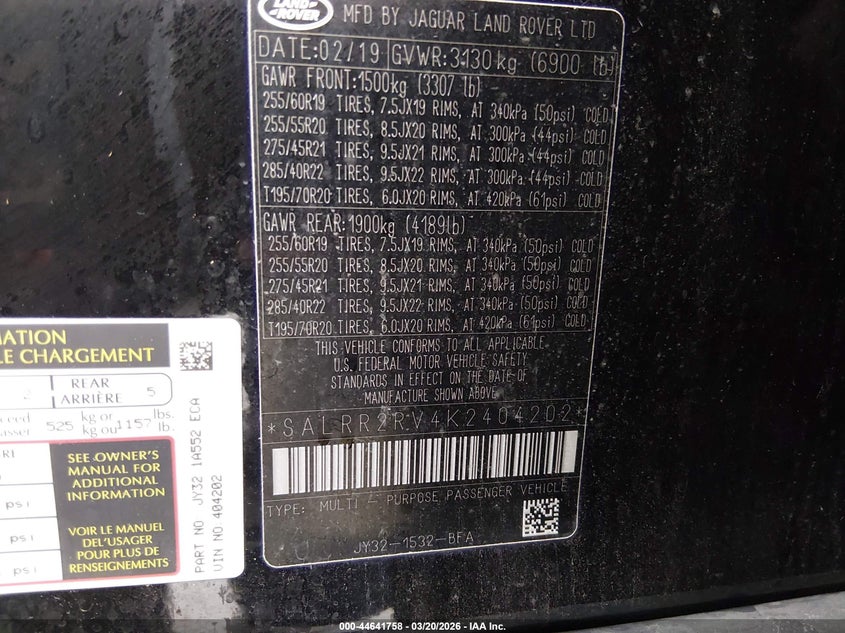 LAND ROVER
MFD BY JAGUAR LAND ROVER LTD
DATE:02/19 GVWR:3130kg (6900 lb)
GAWR FRONT:1500kg (3307 lb)
255/60R19 TIRES, 7.5JX19 RIMS, AT 340kPa (50psi) COLD
255/55R20 TIRES, 8.5JX20 RIMS, AT 300kPa (44psi) COLD
275/45R21 TIRES, 9.5JX21 RIMS, AT 300kPa (44psi) COLD
285/40R22 TIRES, 9.5JX22 RIMS, AT 300kPa (44psi) COLD
T195/70R20 TIRES, 6.0JX20 RIMS, AT 420kPa (61psi) COLD
GAWR REAR:1900kg (4189lb)
255/60R19 TIRES, 7.5JX19 RIMS, AT 340kPa (50psi) COLD
255/55R20 TIRES, 8.5JX20 RIMS, AT 340kPa (50psi) COLD
275/45R21 TIRES, 9.5JX21 RIMS, AT 340kPa (50psi) COLD
285/40R22 TIRES, 9.5JX22 RIMS, AT 340kPa (50psi) COLD
T195/70R20 TIRES, 6.0JX20 RIMS, AT 420kPa (61psi) COLD
THIS VEHICLE CONFORMS TO ALL APPLICABLE
U.S. FEDERAL MOTOR VEHICLE SAFETY
STANDARDS IN EFFECT ON THE DATE OF
MANUFACTURE SHOWN ABOVE
*SALRR2RV4K2404202*
TYPE: MULTI - PURPOSE PASSENGER VEHICLE
JY32-1532-BFA
CHARGEMENT
2 REAR ARRIÈRE 5
525 kg or kg ou 1157 lbs. lb.
SEE OWNER'S
MANUAL FOR
ADDITIONAL
INFORMATION
psi
psi
psi
VOIR LE MANUEL
DEL'USAGER
POUR PLUS DE
RENSEIGNEMENTS
PART NO JY32 1A552 ECA
VIN NO 404202
000-44641758 — 03/20/2026 — IAA Inc.